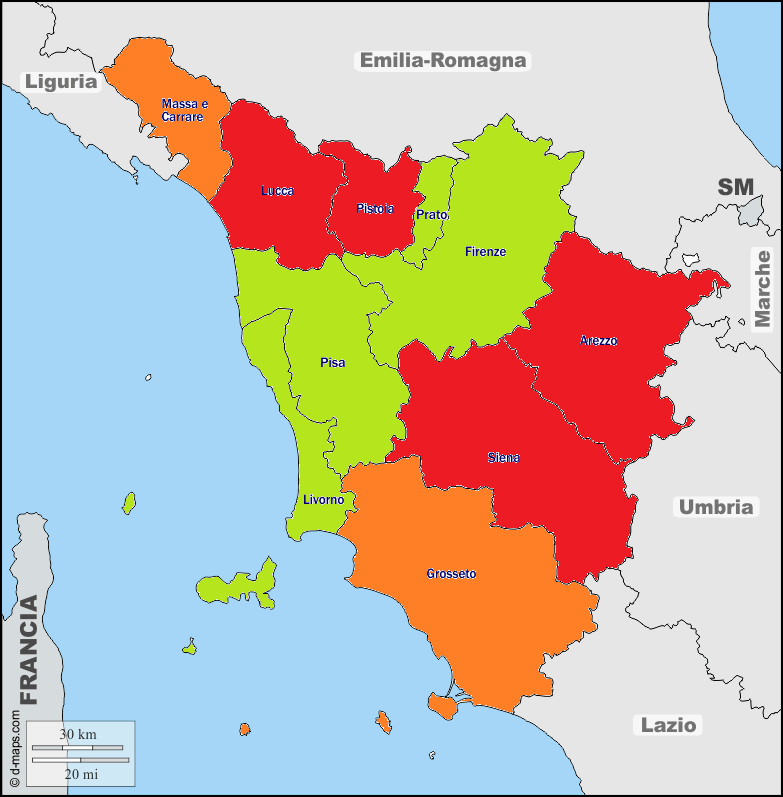 Emilia-Romagna
Liguria
Massa e
Carrare
SM
Lucca
Pistoia
Prato
Firenze
Marche
Arezzo
Pisa
Siena
Livorno
Umbria
Grosseto
FRANCIA
Lazio
30 km
20 mi
© d-maps.com